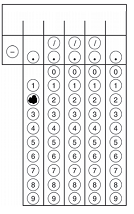 / / /
− . . . . .
0 0 0 0
1 1 1 1 1
2 2 2 2
3 3 3 3 3
4 4 4 4 4
5 5 5 5 5
6 6 6 6 6
7 7 7 7 7
8 8 8 8 8
9 9 9 9 9